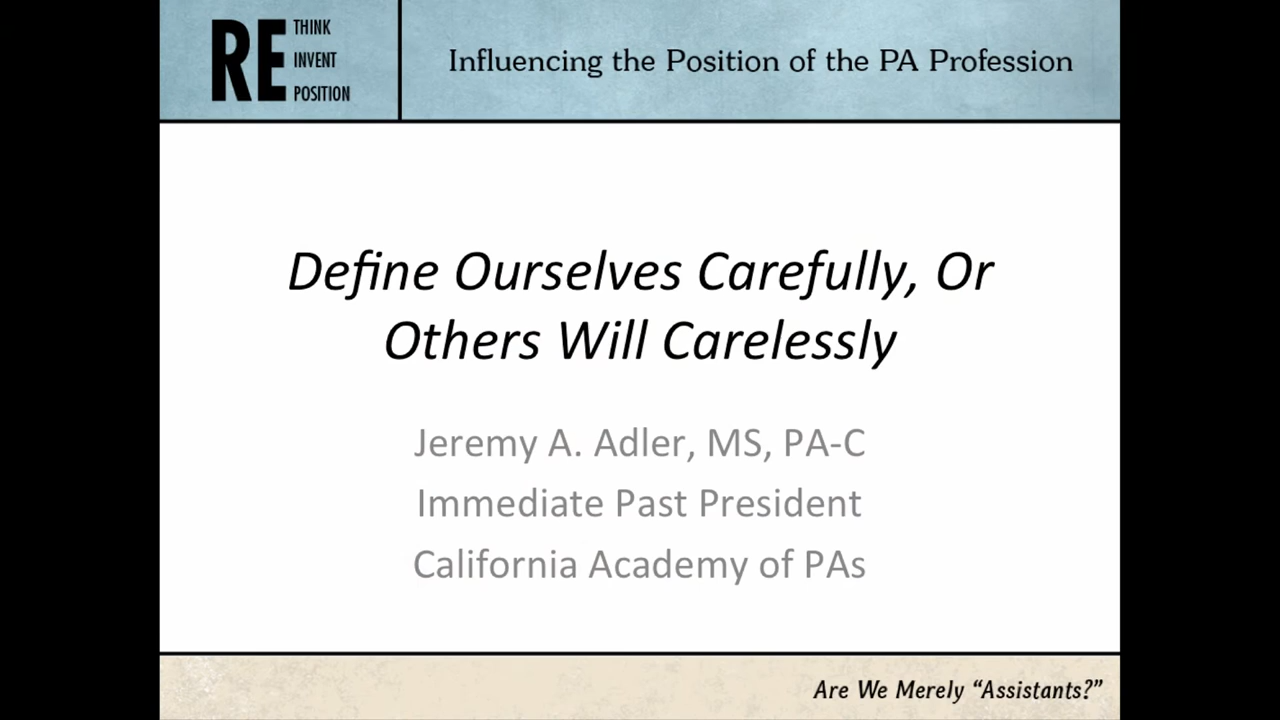 RE THINK
INVENT
POSITION
Influencing the Position of the PA Profession
Define Ourselves Carefully, Or
Others Will Carelessly
Jeremy A. Adler, MS, PA-C
Immediate Past President
California Academy of PAs
Are We Merely “Assistants?”